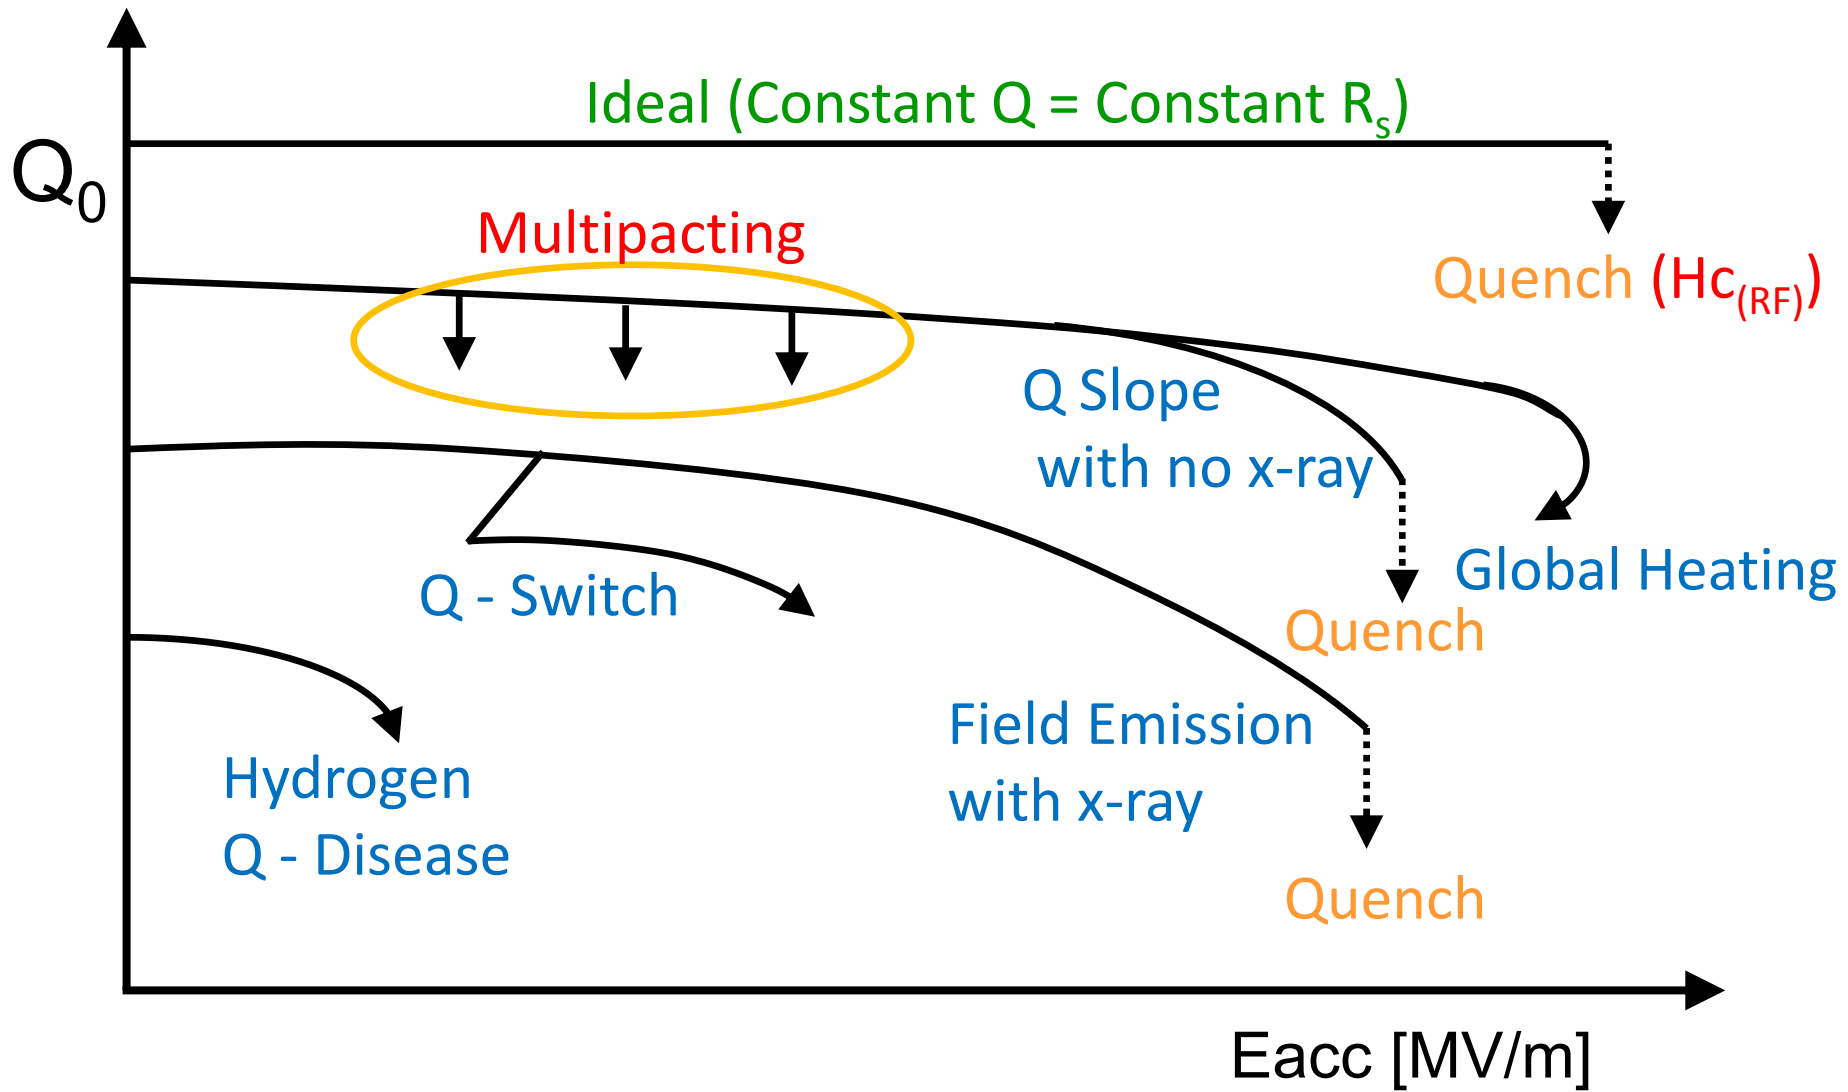 Ideal (Constant Q = Constant Rs)
Q0
Multipacting
Quench (Hc(RF))
Q Slope
with no x-ray
Global Heating
Q - Switch
Quench
Field Emission
with x-ray
Hydrogen
Q - Disease
Quench
Eacc [MV/m]